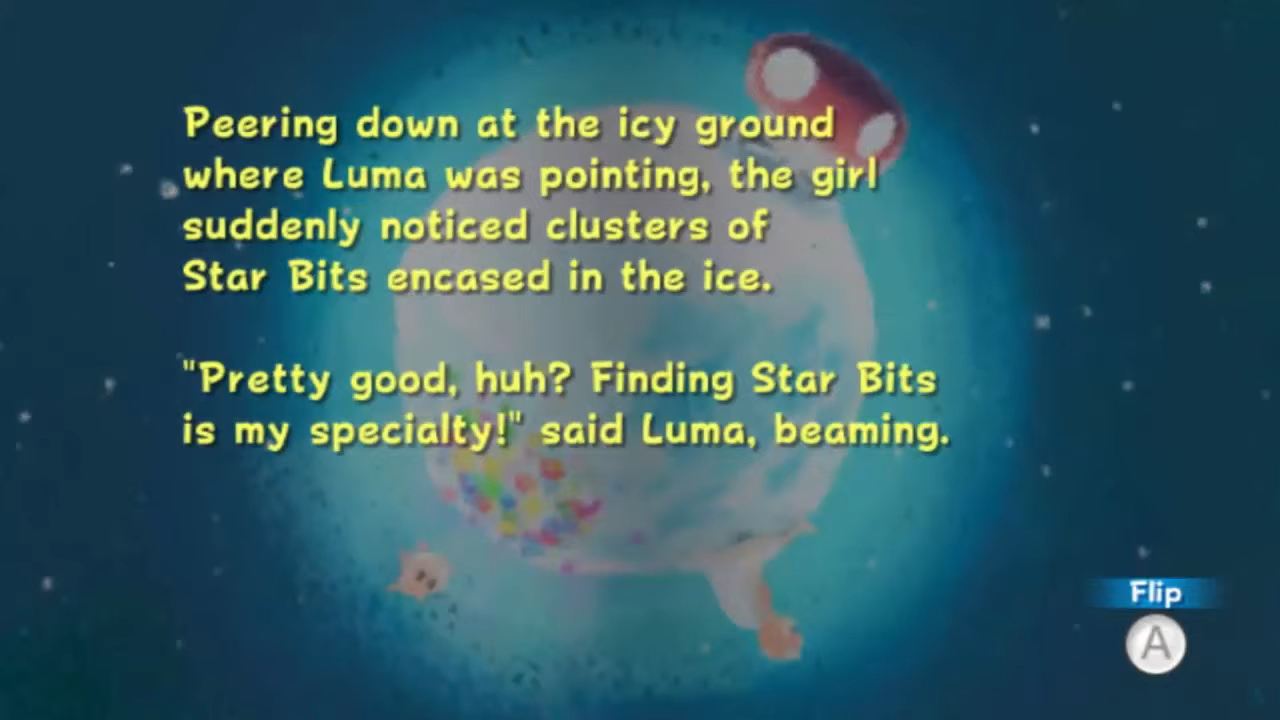 Peering down at the icy ground
where Luma was pointing, the girl
suddenly noticed clusters of
Star Bits encased in the ice.
"Pretty good, huh? Finding Star Bits
is my specialty!" said Luma, beaming.
Flip
A